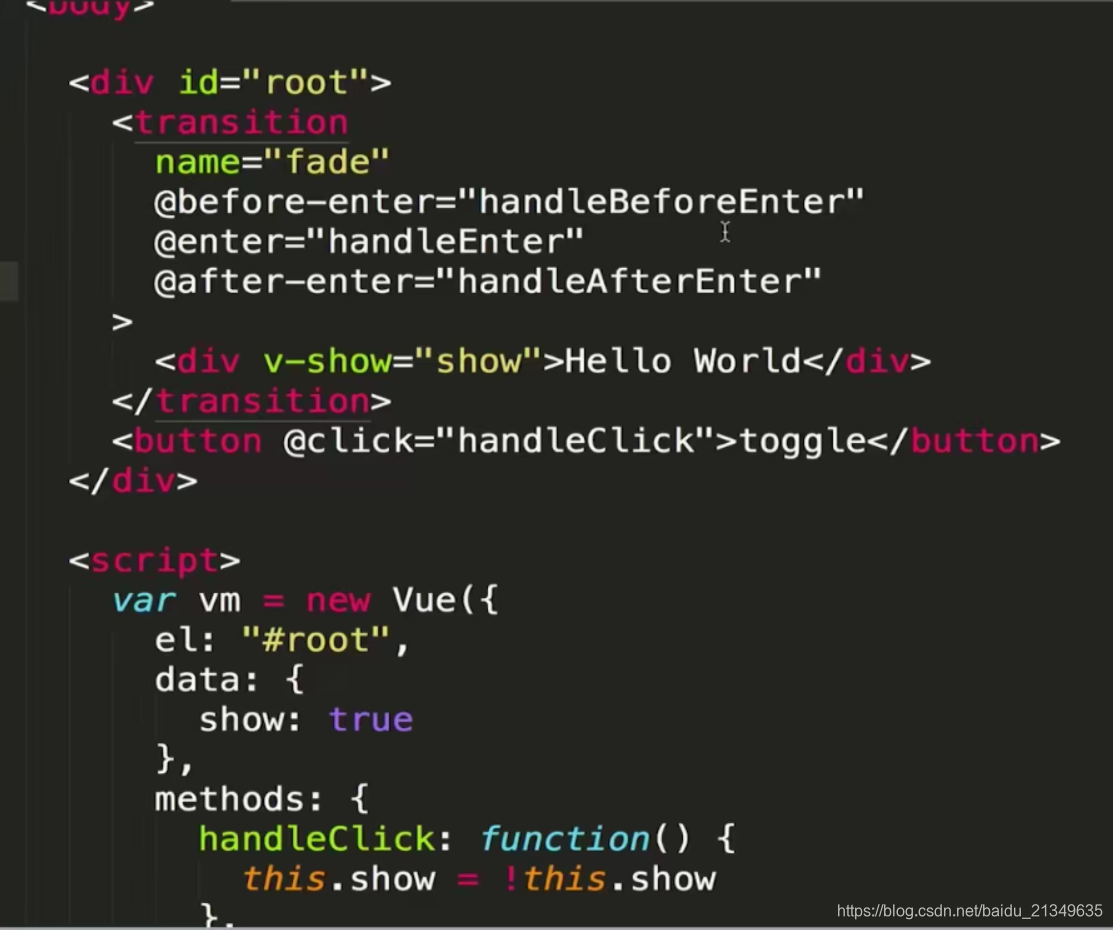 <body>
<div id="root">
<transition
name="fade"
@before-enter="handleBeforeEnter"
@enter="handleEnter"
@after-enter="handleAfterEnter"
>
<div v-show="show">Hello World</div>
</transition>
<button @click="handleClick">toggle</button>
</div>
<script>
var vm = new Vue({
el: "#root",
data: {
show: true
},
methods: {
handleClick: function() {
this.show = !this.show
},
https://blog.csdn.net/baidu_21349635